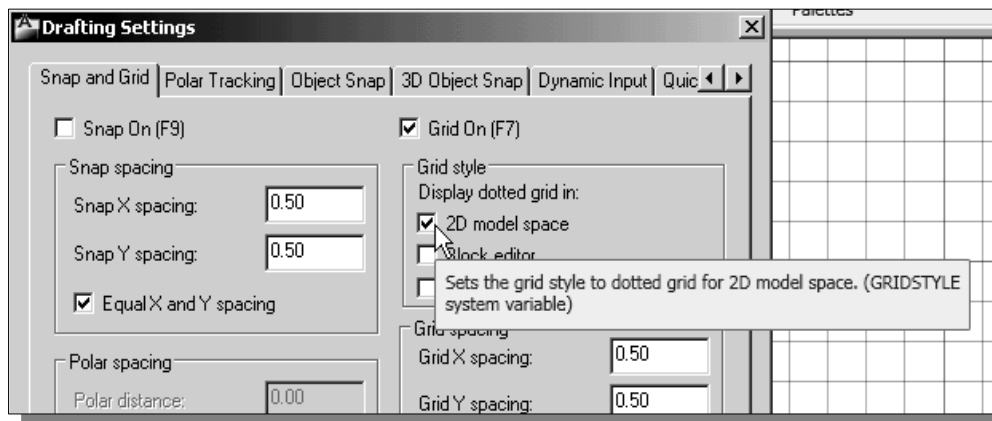 Palettes
Drafting Settings
Snap and Grid Polar Tracking Object Snap 3D Object Snap Dynamic Input Quic
Snap On (F9)
Grid On (F7)
Snap spacing
Snap X spacing: 0.50
Snap Y spacing: 0.50
Equal X and Y spacing
Polar spacing
Polar distance: 0.00
Grid style
Display dotted grid in:
2D model space
Block editor
Sets the grid style to dotted grid for 2D model space. (GRIDSTYLE
system variable)
Grid spacing
Grid X spacing: 0.50
Grid Y spacing: 0.50